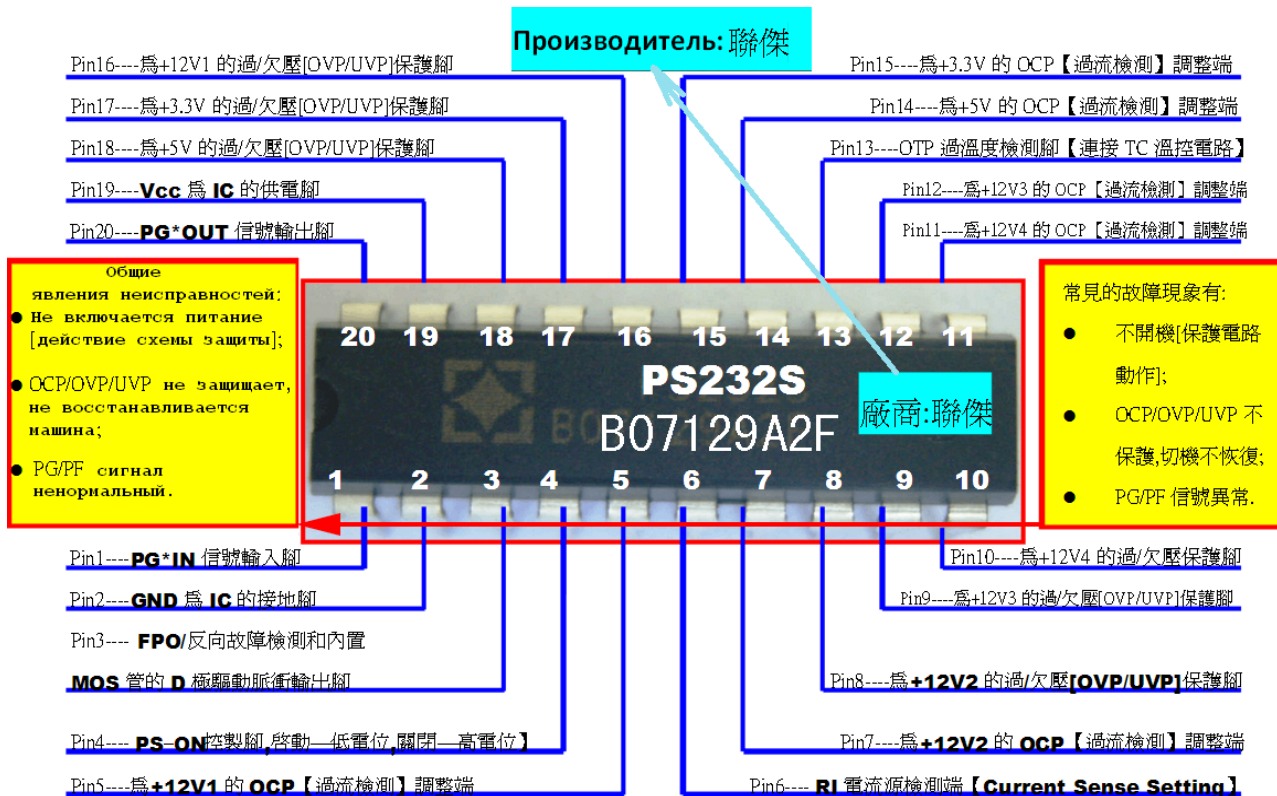 Производитель: 聯傑
Pin16----爲+12V1 的過/欠壓[OVP/UVP]保護腳
Pin17----爲+3.3V 的過/欠壓[OVP/UVP]保護腳
Pin18----爲+5V 的過/欠壓[OVP/UVP]保護腳
Pin19----Vcc 爲 IC 的供電腳
Pin20----PG*OUT 信號輸出腳
Pin15----爲+3.3V 的 OCP【過流檢測】調整端
Pin14----爲+5V 的 OCP【過流檢測】調整端
Pin13----OTP 過溫度檢測腳【連接 TC 溫控電路】
Pin12----爲+12V3 的 OCP【過流檢測】調整端
Pin11----爲+12V4 的 OCP【過流檢測】調整端
Общие
явления неисправностей:
● Не включается питание
[действие схемы защиты];
● OCP/OVP/UVP не защищает,
не восстанавливается
машина;
● PG/PF сигнал
ненормальный.
20 19 18 17 16 15 14 13 12 11
PS232S
B07129A2F
廠商:聯傑
1 2 3 4 5 6 7 8 9 10
常見的故障現象有:
● 不開機[保護電路
動作];
● OCP/OVP/UVP 不
保護,切機不恢復;
● PG/PF 信號異常.
Pin1----PG*IN 信號輸入腳
Pin2----GND 爲 IC 的接地腳
Pin3---- FPO/反向故障檢測和內置
MOS 管的 D 極驅動脈衝輸出腳
Pin4---- PS-ON控製腳,啓動—低電位,關閉—高電位】
Pin5----爲+12V1 的 OCP【過流檢測】調整端
Pin10----爲+12V4 的過/欠壓保護腳
Pin9----爲+12V3 的過/欠壓[OVP/UVP]保護腳
Pin8----爲+12V2 的過/欠壓[OVP/UVP]保護腳
Pin7----爲+12V2 的 OCP【過流檢測】調整端
Pin6---- RI 電流源檢測端【Current Sense Setting】